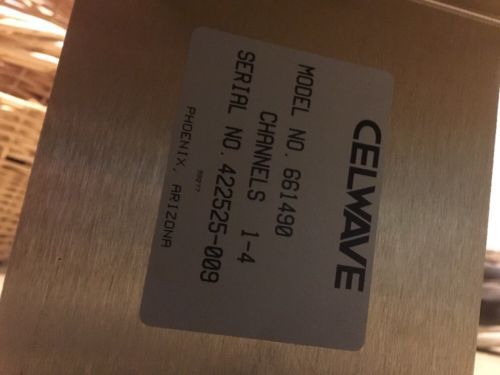 CELWAVE
MODEL NO. 661490
CHANNELS 1-4
SERIAL NO. 422525-009
PHOENIX, ARIZONA